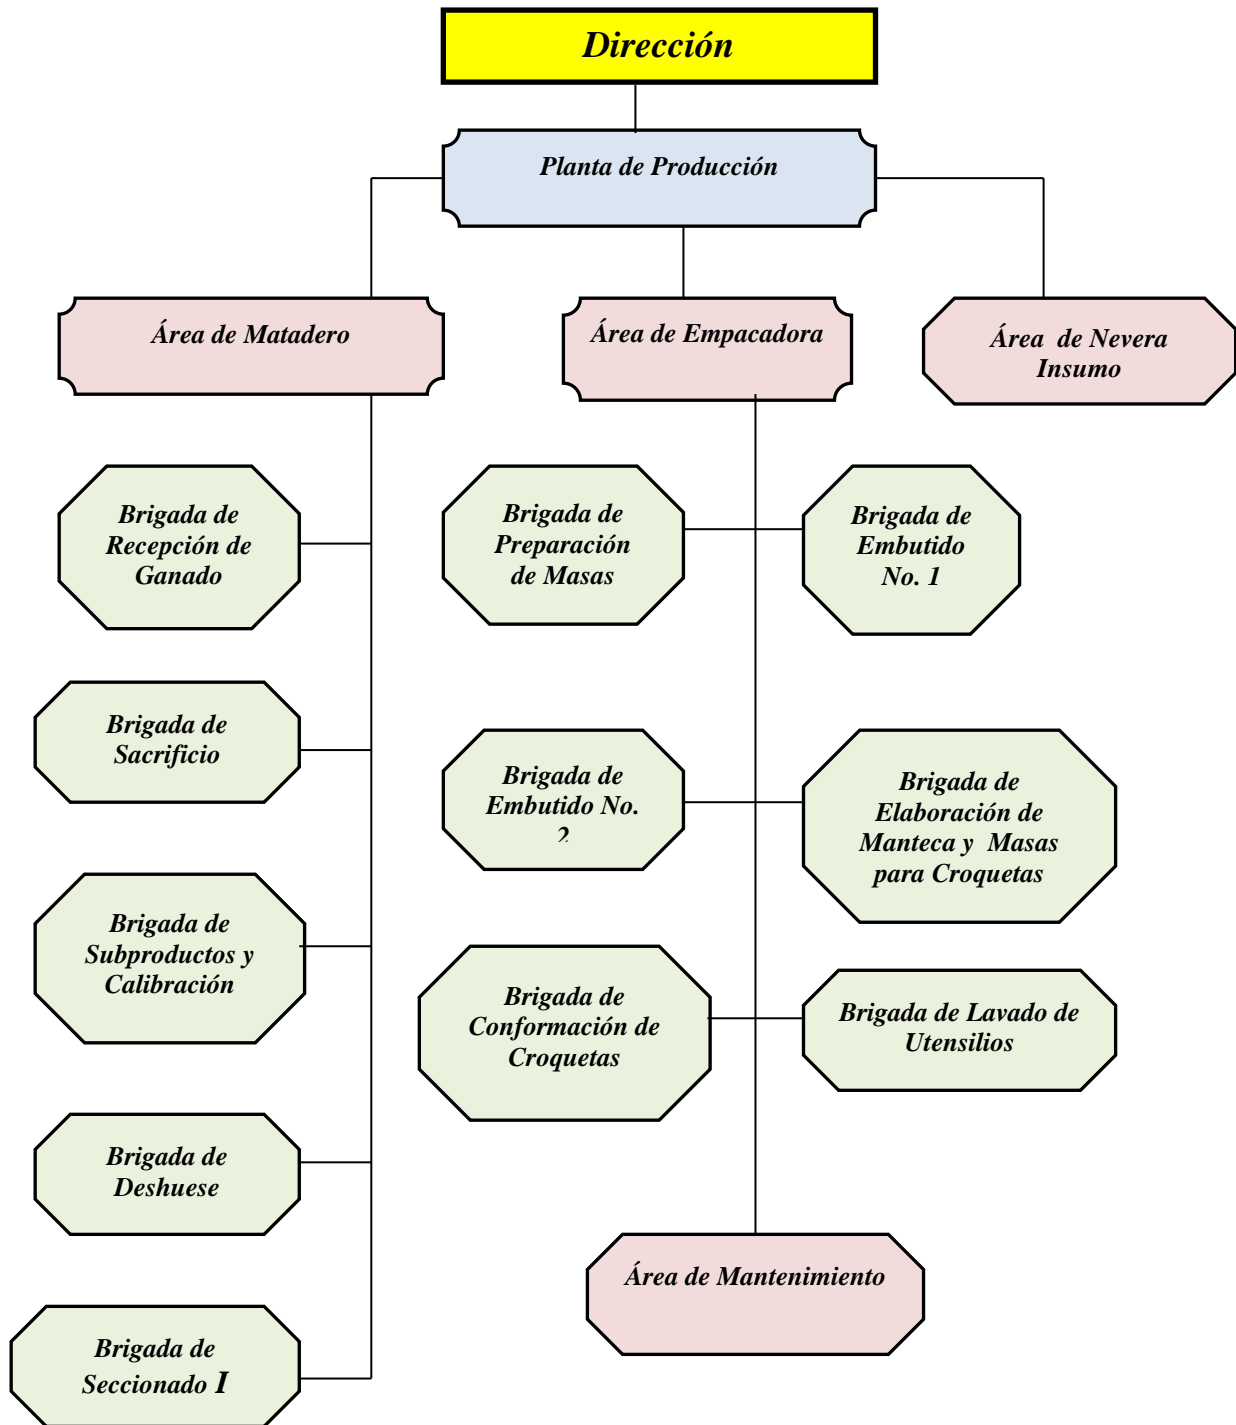 Dirección
Planta de Producción
Área de Matadero
Área de Empacadora
Área de Nevera
Insumo
Brigada de
Recepción de
Ganado
Brigada de
Preparación
de Masas
Brigada de
Embutido
No. 1
Brigada de
Sacrificio
Brigada de
Embutido No.
2
Brigada de
Elaboración de
Manteca y Masas
para Croquetas
Brigada de
Subproductos y
Calibración
Brigada de
Conformación de
Croquetas
Brigada de Lavado de
Utensilios
Brigada de
Deshuese
Área de Mantenimiento
Brigada de
Seccionado I